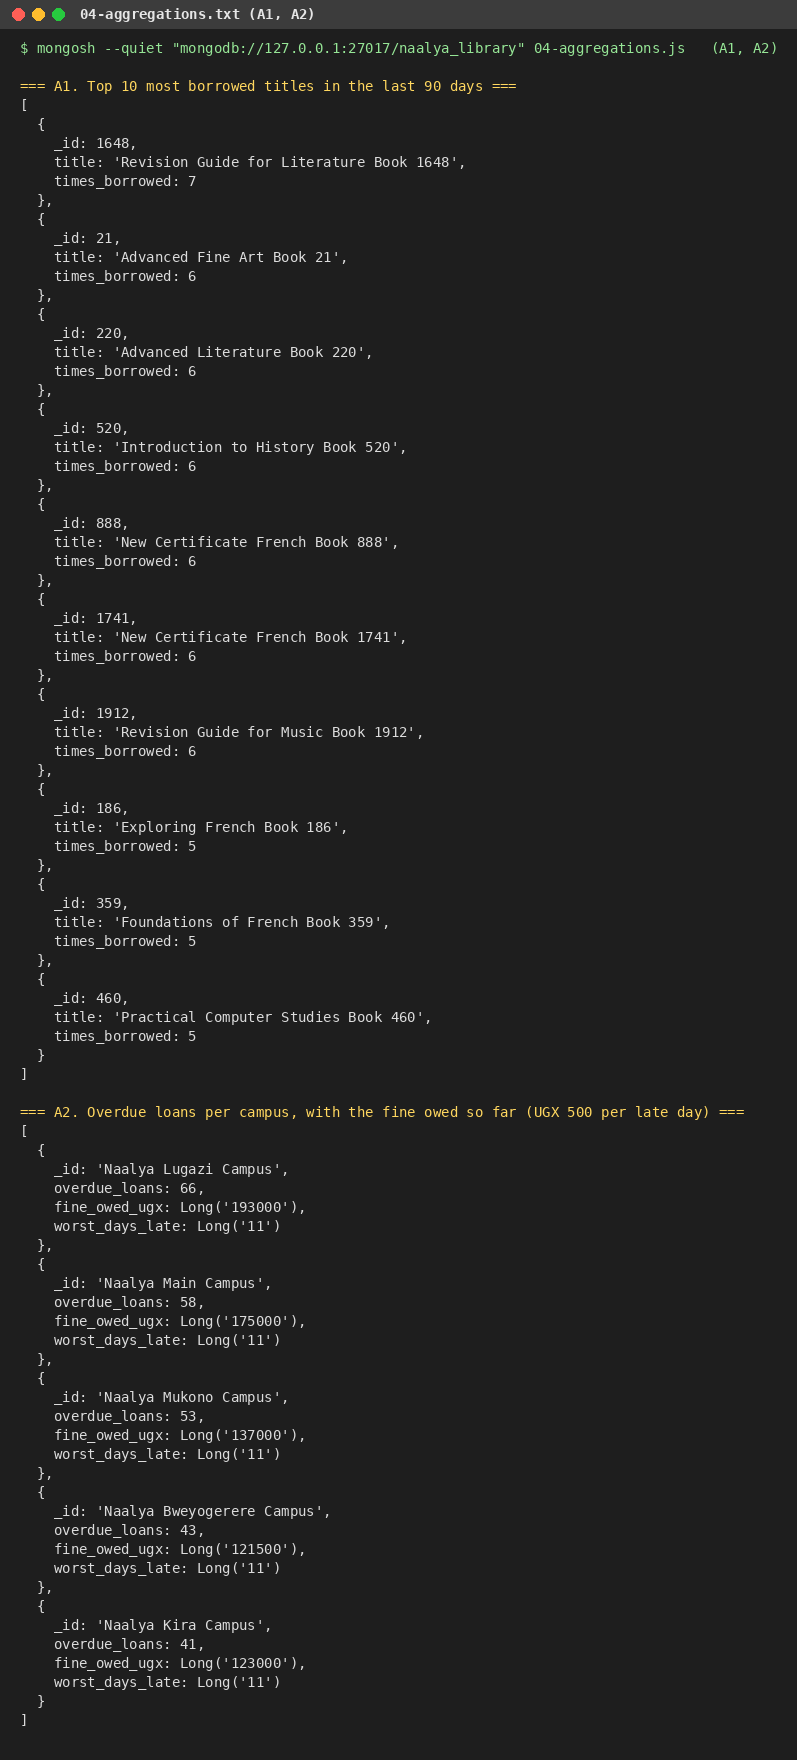 04-aggregations.txt (A1, A2)
$ mongosh --quiet "mongodb://127.0.0.1:27017/naalya_library" 04-aggregations.js   (A1, A2)
=== A1. Top 10 most borrowed titles in the last 90 days ===
[
  {
    _id: 1648,
    title: 'Revision Guide for Literature Book 1648',
    times_borrowed: 7
  },
  {
    _id: 21,
    title: 'Advanced Fine Art Book 21',
    times_borrowed: 6
  },
  {
    _id: 220,
    title: 'Advanced Literature Book 220',
    times_borrowed: 6
  },
  {
    _id: 520,
    title: 'Introduction to History Book 520',
    times_borrowed: 6
  },
  {
    _id: 888,
    title: 'New Certificate French Book 888',
    times_borrowed: 6
  },
  {
    _id: 1741,
    title: 'New Certificate French Book 1741',
    times_borrowed: 6
  },
  {
    _id: 1912,
    title: 'Revision Guide for Music Book 1912',
    times_borrowed: 6
  },
  {
    _id: 186,
    title: 'Exploring French Book 186',
    times_borrowed: 5
  },
  {
    _id: 359,
    title: 'Foundations of French Book 359',
    times_borrowed: 5
  },
  {
    _id: 460,
    title: 'Practical Computer Studies Book 460',
    times_borrowed: 5
  }
]
=== A2. Overdue loans per campus, with the fine owed so far (UGX 500 per late day) ===
[
  {
    _id: 'Naalya Lugazi Campus',
    overdue_loans: 66,
    fine_owed_ugx: Long('193000'),
    worst_days_late: Long('11')
  },
  {
    _id: 'Naalya Main Campus',
    overdue_loans: 58,
    fine_owed_ugx: Long('175000'),
    worst_days_late: Long('11')
  },
  {
    _id: 'Naalya Mukono Campus',
    overdue_loans: 53,
    fine_owed_ugx: Long('137000'),
    worst_days_late: Long('11')
  },
  {
    _id: 'Naalya Bweyogerere Campus',
    overdue_loans: 43,
    fine_owed_ugx: Long('121500'),
    worst_days_late: Long('11')
  },
  {
    _id: 'Naalya Kira Campus',
    overdue_loans: 41,
    fine_owed_ugx: Long('123000'),
    worst_days_late: Long('11')
  }
]